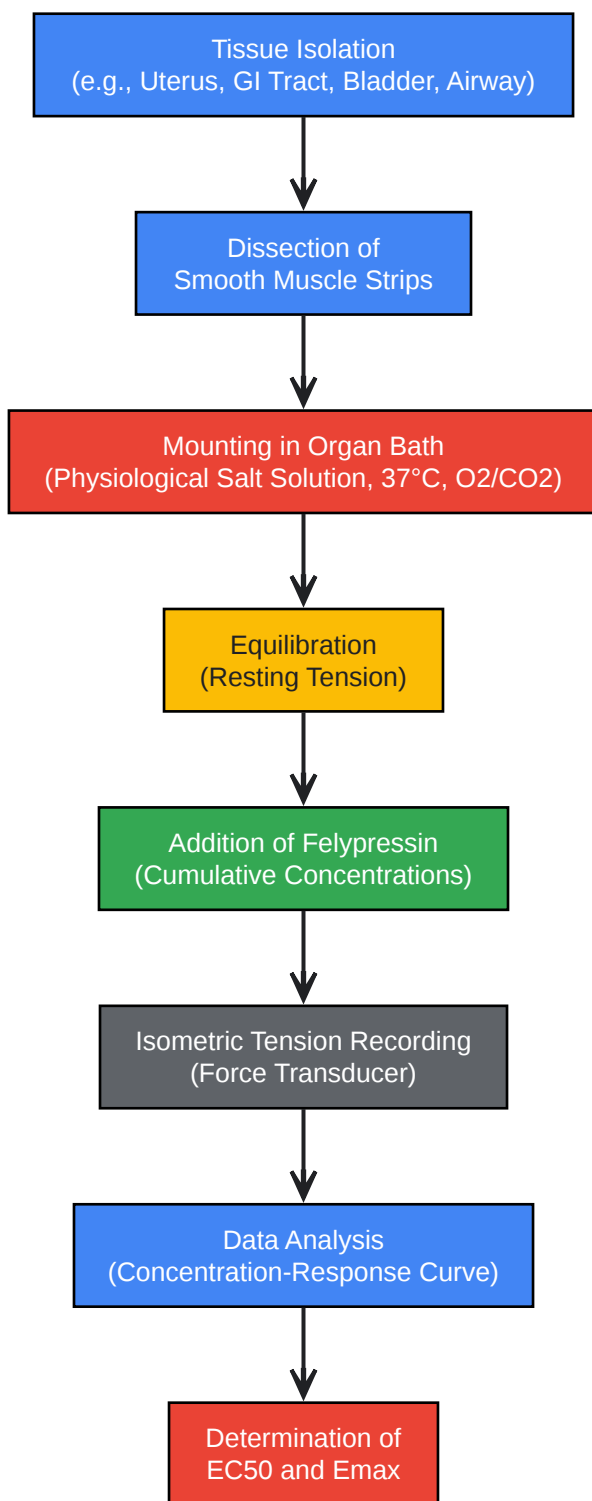 Tissue Isolation
(e.g., Uterus, GI Tract, Bladder, Airway)
Dissection of
Smooth Muscle Strips
Mounting in Organ Bath
(Physiological Salt Solution, 37°C, O2/CO2)
Equilibration
(Resting Tension)
Addition of Felypressin
(Cumulative Concentrations)
Isometric Tension Recording
(Force Transducer)
Data Analysis
(Concentration-Response Curve)
Determination of
EC50 and Emax